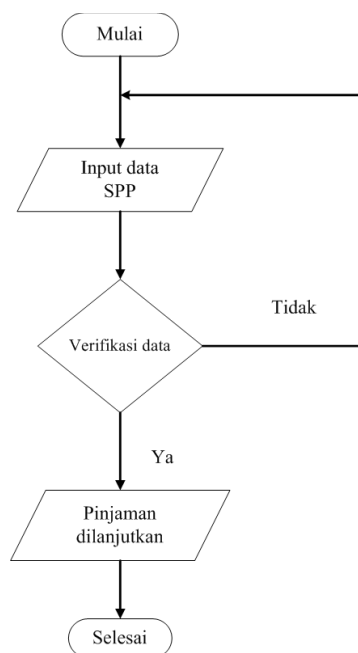 Mulai
Input data
SPP
Tidak
Verifikasi data
Ya
Pinjaman
dilanjutkan
Selesai